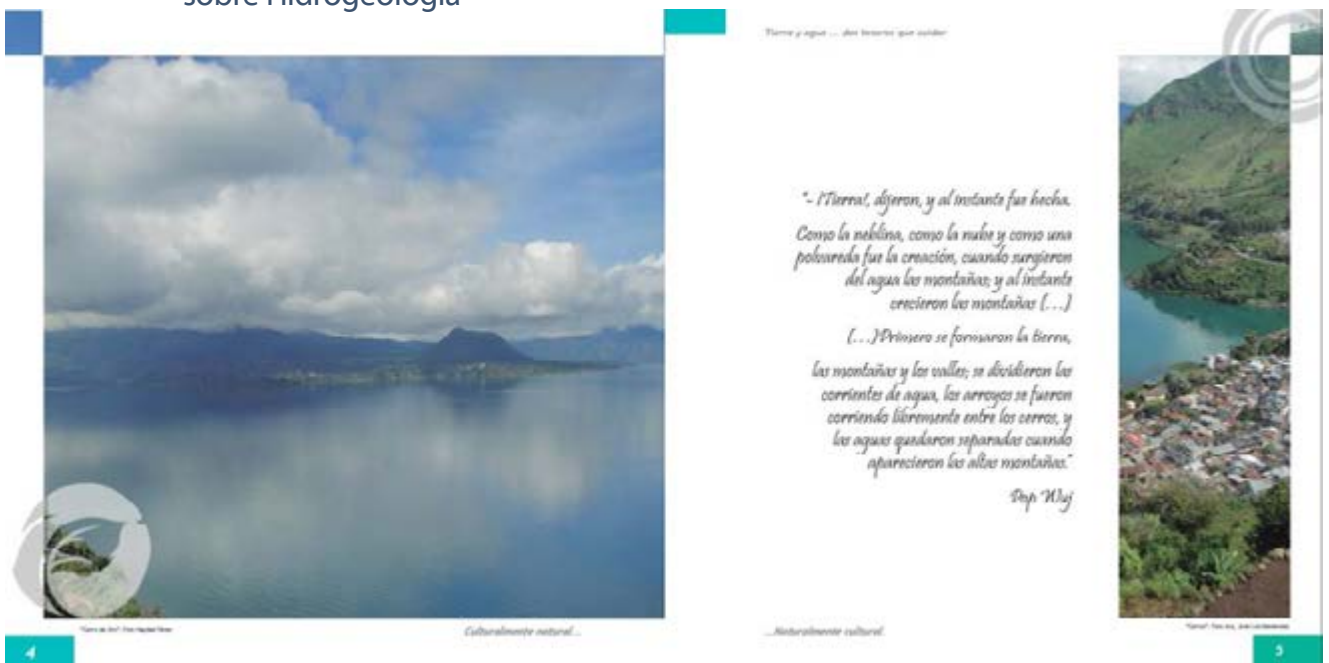 sobre Hidrogeología
Tierra y agua ... dos tesoros que cuidar
"- ¡Tierra!, dijeron, y al instante fue hecha.
Como la neblina, como la nube y como una
polvareda fue la creación, cuando surgieron
del agua las montañas; y al instante
crecieron las montañas (...)
(...) Primero se formaron la tierra,
las montañas y los valles; se dividieron las
corrientes de agua, los arroyos se fueron
corriendo libremente entre los cerros, y
las aguas quedaron separadas cuando
aparecieron las altas montañas."
Pop Wuj
"Cerro de Oro". Foto:
Culturalmente natural...
...Naturalmente cultural.
4
5